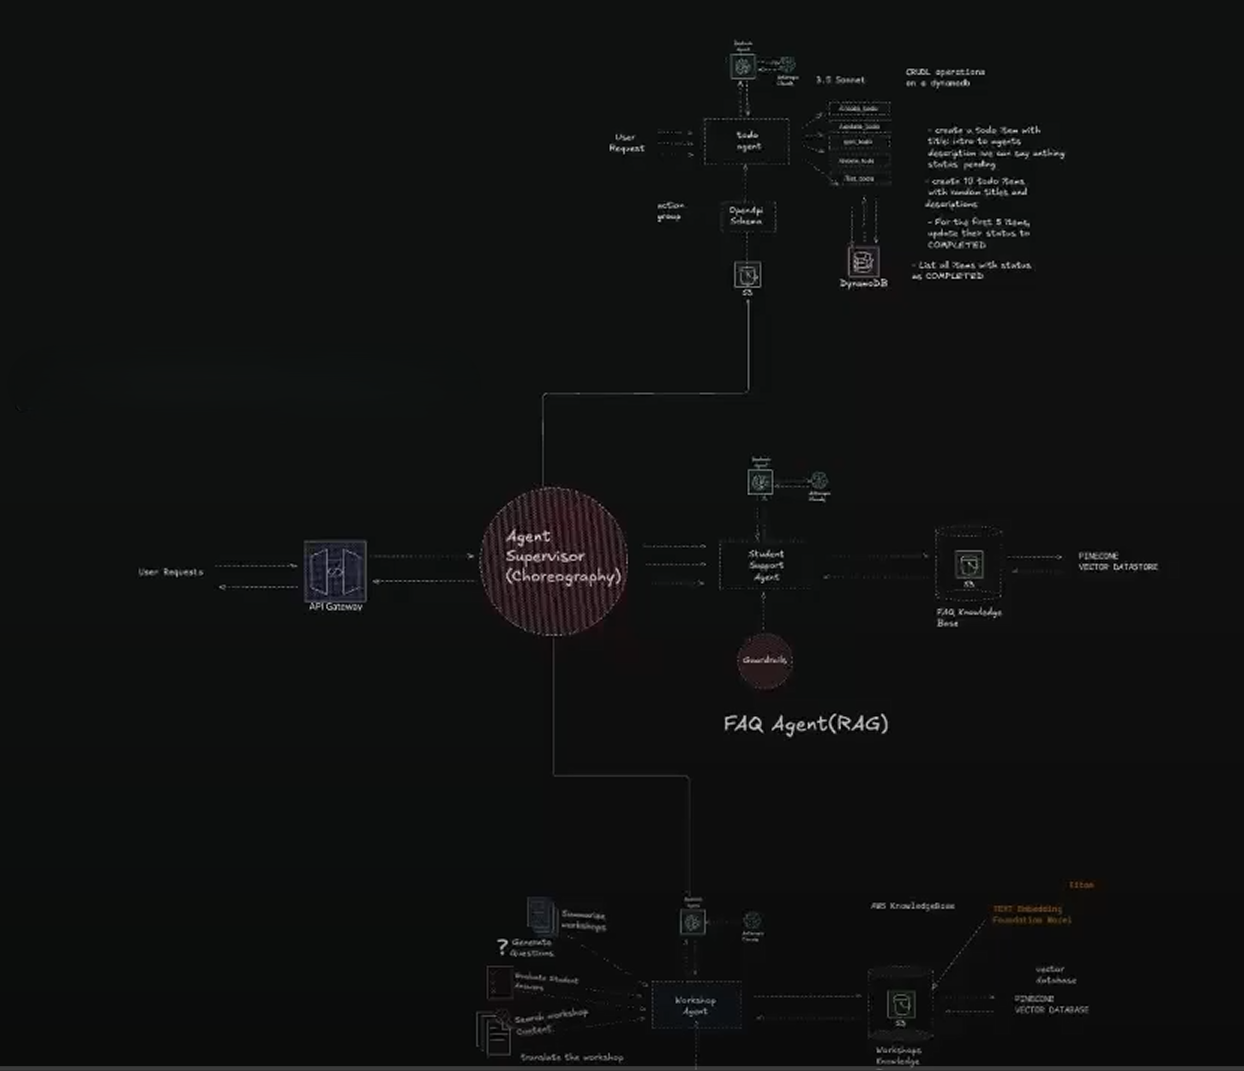 Bedrock
Agent
Anthropic
Claude
3.5 Sonnet
CRUDL operations
on a dynamodb
User
Request
todo
agent
/create_todo
/update_todo
/get_todo
/delete_todo
/list_todos
- create a todo item with
title: intro to agents
description :we can say anthing
status pending
- create 10 todo items
with random titles and
descriptions
- For the first 5 items,
update their status to
COMPLETED
- List all items with status
as COMPLETED
action
group
OpenApi
Schema
S3
DynamoDB
User Requests
API Gateway
Agent
Supervisor
(Choreography)
Bedrock
Agent
Anthropic
Claude
Student
Support
Agent
S3
FAQ Knowledge
Base
PINECONE
VECTOR DATASTORE
Guardrails
FAQ Agent(RAG)
Summarise
workshops
? Generate
Questions
Evaluate Student
Answers
Search workshop
Content
translate the workshop
Bedrock
Agent
Anthropic
Claude
Workshop
Agent
AWS KnowledgeBase
Titan
TEXT Embedding
Foundation Model
S3
Workshops
Knowledge
vector
database
PINECONE
VECTOR DATABASE